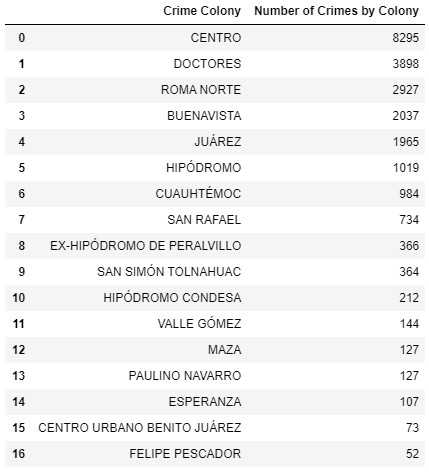 Crime Colony Number of Crimes by Colony
0 CENTRO 8295
1 DOCTORES 3898
2 ROMA NORTE 2927
3 BUENAVISTA 2037
4 JUÁREZ 1965
5 HIPÓDROMO 1019
6 CUAUHTÉMOC 984
7 SAN RAFAEL 734
8 EX-HIPÓDROMO DE PERALVILLO 366
9 SAN SIMÓN TOLNAHUAC 364
10 HIPÓDROMO CONDESA 212
11 VALLE GÓMEZ 144
12 MAZA 127
13 PAULINO NAVARRO 127
14 ESPERANZA 107
15 CENTRO URBANO BENITO JUÁREZ 73
16 FELIPE PESCADOR 52